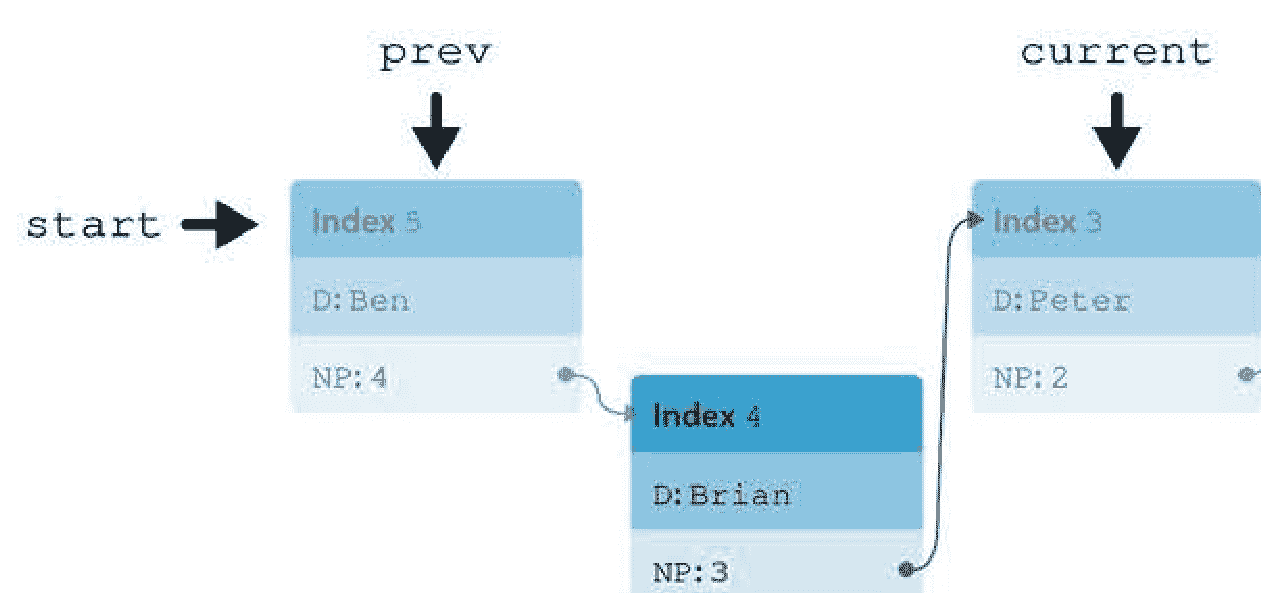 prev
current
start
Index 5
D:Ben
NP:4
Index 4
D:Brian
NP:3
Index 3
D:Peter
NP:2